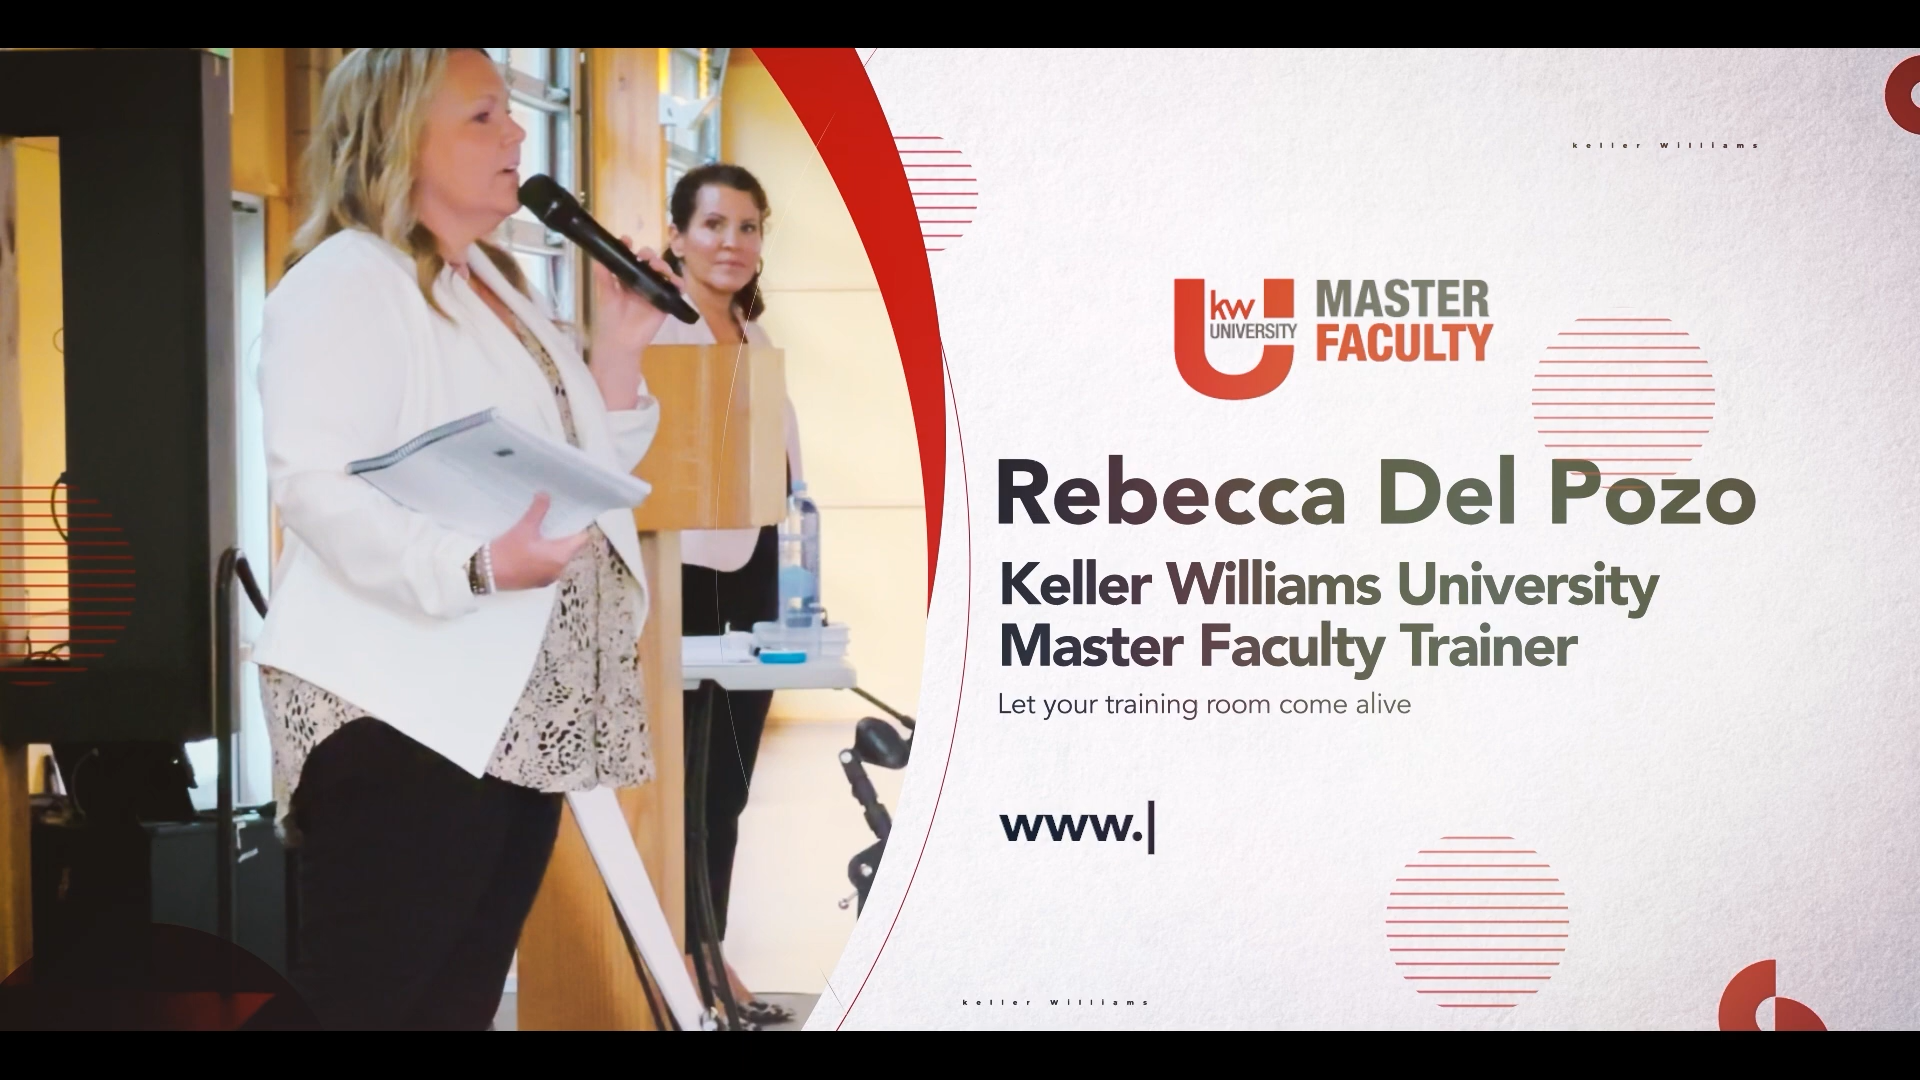 keller Williams
kw
UNIVERSITY
MASTER
FACULTY
Rebecca Del Pozo
Keller Williams University
Master Faculty Trainer
Let your training room come alive
www.|
keller Williams